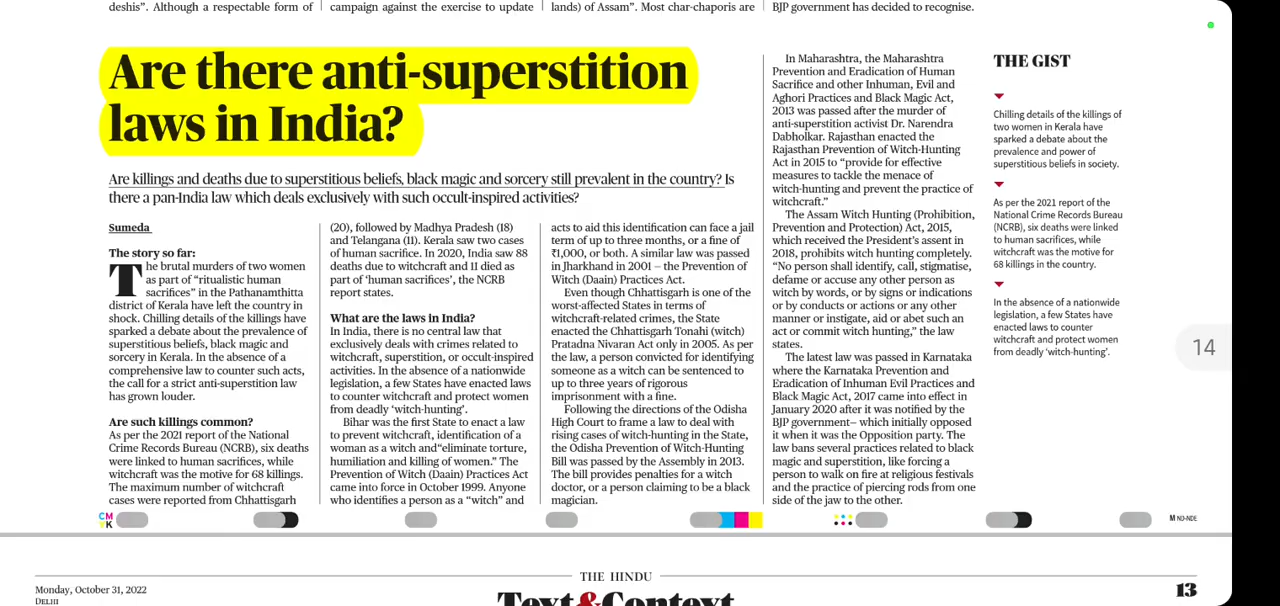 deshis”. Although a respectable form of
campaign against the exercise to update
lands) of Assam”. Most char-chaporis are
BJP government has decided to recognise.
Are there anti-superstition
laws in India?
Are killings and deaths due to superstitious beliefs, black magic and sorcery still prevalent in the country? Is
there a pan-India law which deals exclusively with such occult-inspired activities?
Sumeda
The story so far:
The brutal murders of two women
as part of “ritualistic human
sacrifices” in the Pathanamthitta
district of Kerala have left the country in
shock. Chilling details of the killings have
sparked a debate about the prevalence of
superstitious beliefs, black magic and
sorcery in Kerala. In the absence of a
comprehensive law to counter such acts,
the call for a strict anti-superstition law
has grown louder.
Are such killings common?
As per the 2021 report of the National
Crime Records Bureau (NCRB), six deaths
were linked to human sacrifices, while
witchcraft was the motive for 68 killings.
The maximum number of witchcraft
cases were reported from Chhattisgarh
(20), followed by Madhya Pradesh (18)
and Telangana (11). Kerala saw two cases
of human sacrifice. In 2020, India saw 88
deaths due to witchcraft and 11 died as
part of ‘human sacrifices’, the NCRB
report states.
What are the laws in India?
In India, there is no central law that
exclusively deals with crimes related to
witchcraft, superstition, or occult-inspired
activities. In the absence of a nationwide
legislation, a few States have enacted laws
to counter witchcraft and protect women
from deadly ‘witch-hunting’.
Bihar was the first State to enact a law
to prevent witchcraft, identification of a
woman as a witch and“eliminate torture,
humiliation and killing of women.” The
Prevention of Witch (Daain) Practices Act
came into force in October 1999. Anyone
who identifies a person as a “witch” and
acts to aid this identification can face a jail
term of up to three months, or a fine of
₹1,000, or both. A similar law was passed
in Jharkhand in 2001 — the Prevention of
Witch (Daain) Practices Act.
Even though Chhattisgarh is one of the
worst-affected States in terms of
witchcraft-related crimes, the State
enacted the Chhattisgarh Tonahi (witch)
Pratadna Nivaran Act only in 2005. As per
the law, a person convicted for identifying
someone as a witch can be sentenced to
up to three years of rigorous
imprisonment with a fine.
Following the directions of the Odisha
High Court to frame a law to deal with
rising cases of witch-hunting in the State,
the Odisha Prevention of Witch-Hunting
Bill was passed by the Assembly in 2013.
The bill provides penalties for a witch
doctor, or a person claiming to be a black
magician.
In Maharashtra, the Maharashtra
Prevention and Eradication of Human
Sacrifice and other Inhuman, Evil and
Aghori Practices and Black Magic Act,
2013 was passed after the murder of
anti-superstition activist Dr. Narendra
Dabholkar. Rajasthan enacted the
Rajasthan Prevention of Witch-Hunting
Act in 2015 to “provide for effective
measures to tackle the menace of
witch-hunting and prevent the practice of
witchcraft.”
The Assam Witch Hunting (Prohibition,
Prevention and Protection) Act, 2015,
which received the President’s assent in
2018, prohibits witch hunting completely.
“No person shall identify, call, stigmatise,
defame or accuse any other person as
witch by words, or by signs or indications
or by conducts or actions or any other
manner or instigate, aid or abet such an
act or commit witch hunting,” the law
states.
The latest law was passed in Karnataka
where the Karnataka Prevention and
Eradication of Inhuman Evil Practices and
Black Magic Act, 2017 came into effect in
January 2020 after it was notified by the
BJP government— which initially opposed
it when it was the Opposition party. The
law bans several practices related to black
magic and superstition, like forcing a
person to walk on fire at religious festivals
and the practice of piercing rods from one
side of the jaw to the other.
THE GIST
Chilling details of the killings of
two women in Kerala have
sparked a debate about the
prevalence and power of
superstitious beliefs in society.
As per the 2021 report of the
National Crime Records Bureau
(NCRB), six deaths were linked
to human sacrifices, while
witchcraft was the motive for
68 killings in the country.
In the absence of a nationwide
legislation, a few States have
enacted laws to counter
witchcraft and protect women
from deadly ‘witch-hunting’.
14
CM
YK
M ND-NDE
Monday, October 31, 2022
DELHI
THE HINDU
13
Text&Context